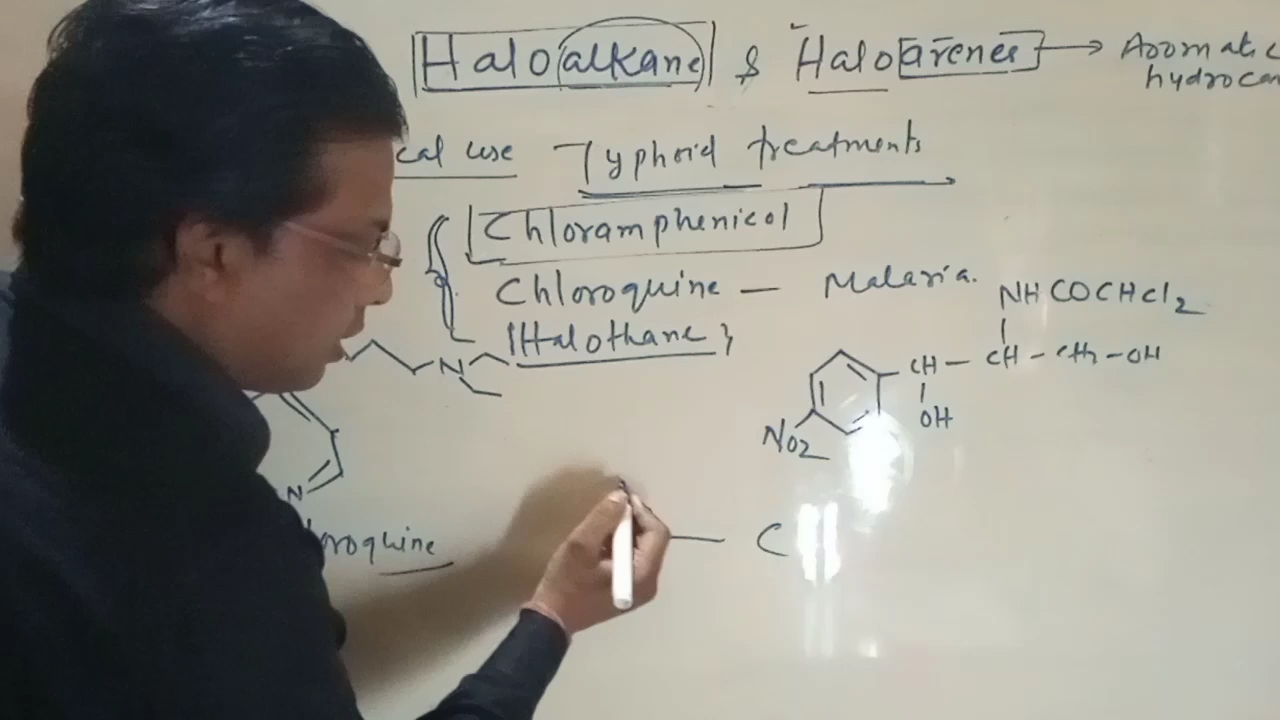 Haloalkane & Haloarenes → Aromatic
hydrocar
cal use Typhoid treatments
Chloramphenicol
Chloroquine — Malaria.
Halothane
NHCOCHCl2
CH — CH - CH2 - OH
OH
NO2
N
N
roquine
C